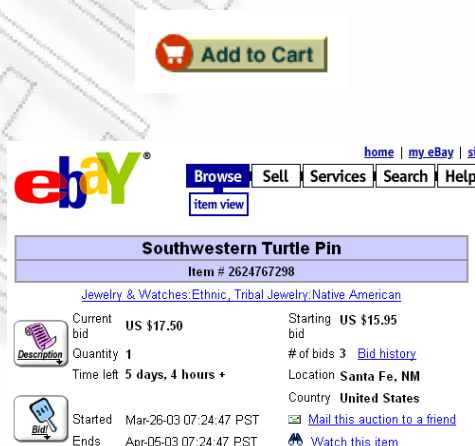 Add to Cart
ebay®
home | my eBay | si
Browse Sell Services Search Help
item view
Southwestern Turtle Pin
Item # 2624767298
Jewelry & Watches:Ethnic, Tribal Jewelry:Native American
Description
Current bid US $17.50 Starting bid US $15.95
Quantity 1 # of bids 3 Bid history
Time left 5 days, 4 hours + Location Santa Fe, NM
Country United States
Bid!
Started Mar-26-03 07:24:47 PST Mail this auction to a friend
Ends Apr-05-03 07:24:47 PST Watch this item